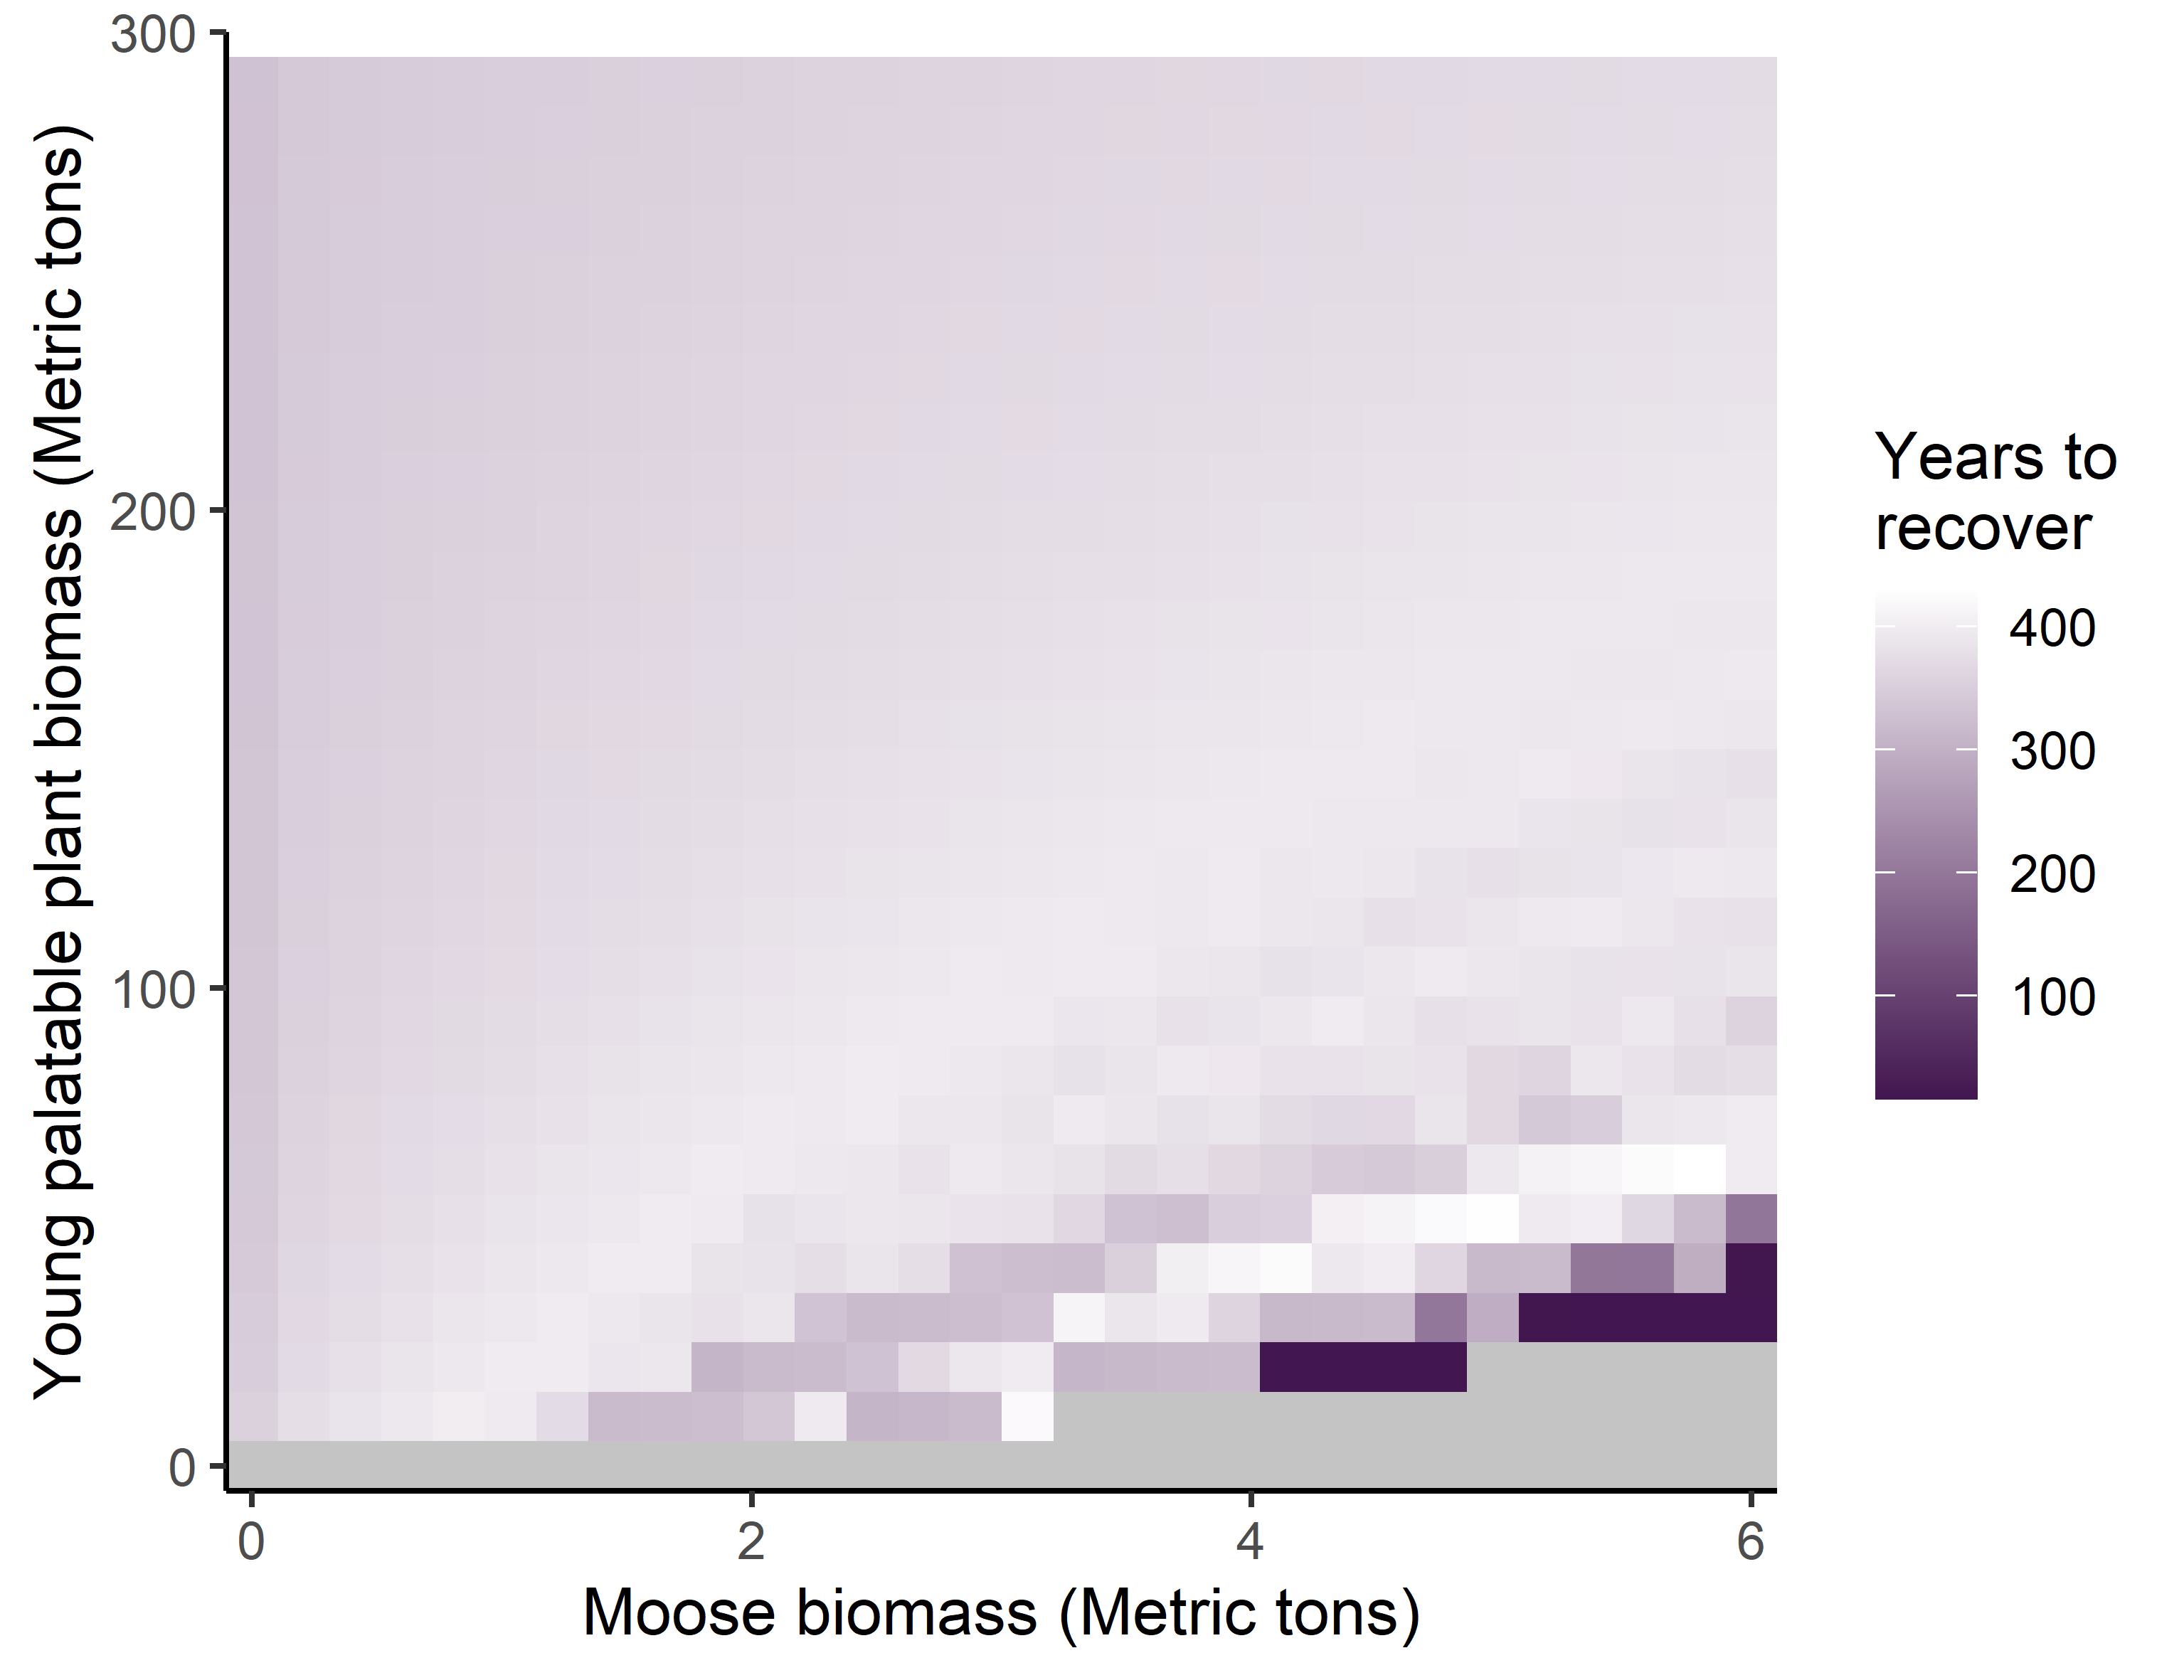 300
200
100
0
Young palatable plant biomass (Metric tons)
0 2 4 6
Moose biomass (Metric tons)
Years to
recover
400
300
200
100